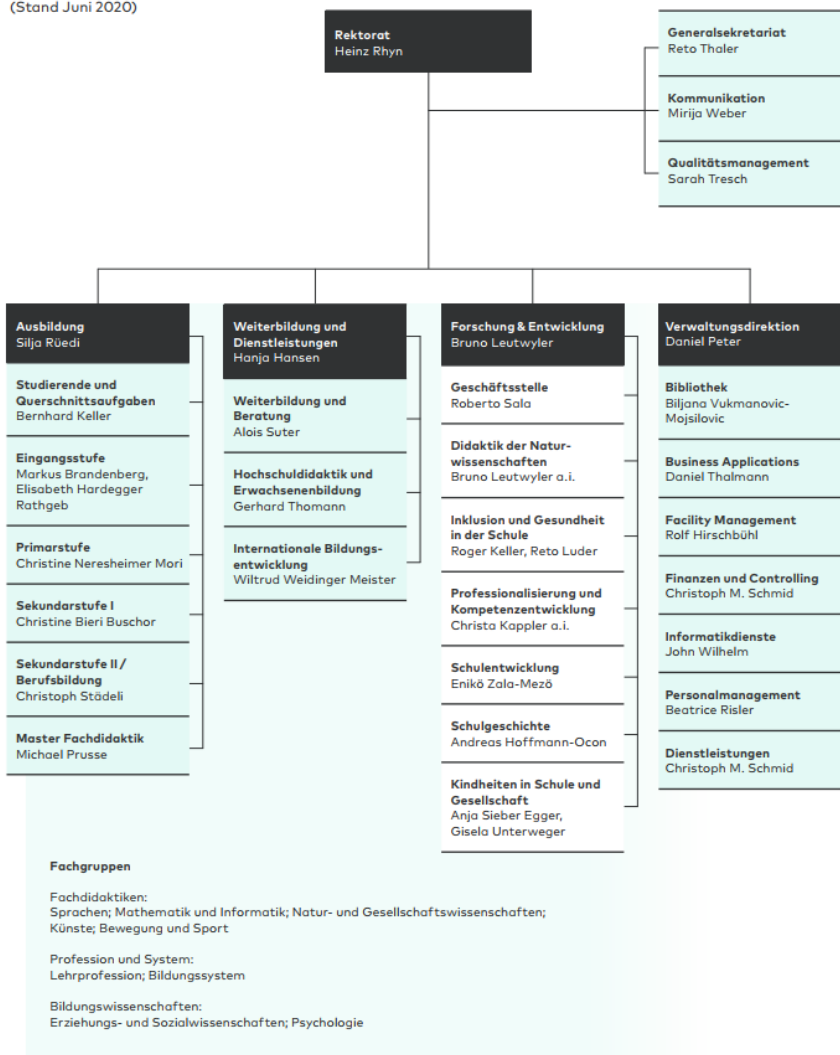 (Stand Juni 2020)
Rektorat
Heinz Rhyn
Generalsekretariat
Reto Thaler
Kommunikation
Mirija Weber
Qualitätsmanagement
Sarah Tresch
Ausbildung
Silja Rüedi
Studierende und
Querschnittsaufgaben
Bernhard Keller
Eingangsstufe
Markus Brandenberg,
Elisabeth Hardegger
Rathgeb
Primarstufe
Christine Neresheimer Mori
Sekundarstufe I
Christine Bieri Buschor
Sekundarstufe II /
Berufsbildung
Christoph Städeli
Master Fachdidaktik
Michael Prusse
Weiterbildung und
Dienstleistungen
Hanja Hansen
Weiterbildung und
Beratung
Alois Suter
Hochschuldidaktik und
Erwachsenenbildung
Gerhard Thomann
Internationale Bildungs-
entwicklung
Wiltrud Weidinger Meister
Forschung & Entwicklung
Bruno Leutwyler
Geschäftsstelle
Roberto Sala
Didaktik der Natur-
wissenschaften
Bruno Leutwyler a.i.
Inklusion und Gesundheit
in der Schule
Roger Keller, Reto Luder
Professionalisierung und
Kompetenzentwicklung
Christa Kappler a.i.
Schulentwicklung
Enikö Zala-Mezö
Schulgeschichte
Andreas Hoffmann-Ocon
Kindheiten in Schule und
Gesellschaft
Anja Sieber Egger,
Gisela Unterweger
Verwaltungsdirektion
Daniel Peter
Bibliothek
Biljana Vukmanovic-
Mojsilovic
Business Applications
Daniel Thalmann
Facility Management
Rolf Hirschbühl
Finanzen und Controlling
Christoph M. Schmid
Informatikdienste
John Wilhelm
Personalmanagement
Beatrice Risler
Dienstleistungen
Christoph M. Schmid
Fachgruppen
Fachdidaktiken:
Sprachen; Mathematik und Informatik; Natur- und Gesellschaftswissenschaften;
Künste; Bewegung und Sport
Profession und System:
Lehrprofession; Bildungssystem
Bildungswissenschaften:
Erziehungs- und Sozialwissenschaften; Psychologie